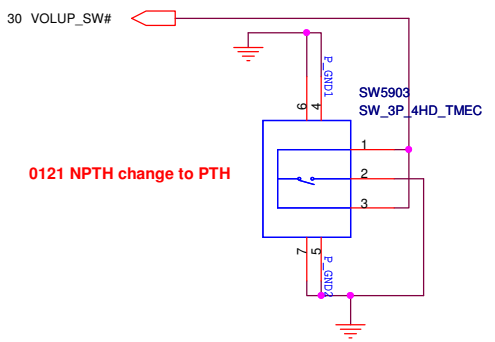 30 VOLUP_SW#
P_GND1
6 4
SW5903
SW_3P_4HD_TMEC
1
0121 NPTH change to PTH
2
3
7 5
P_GND2